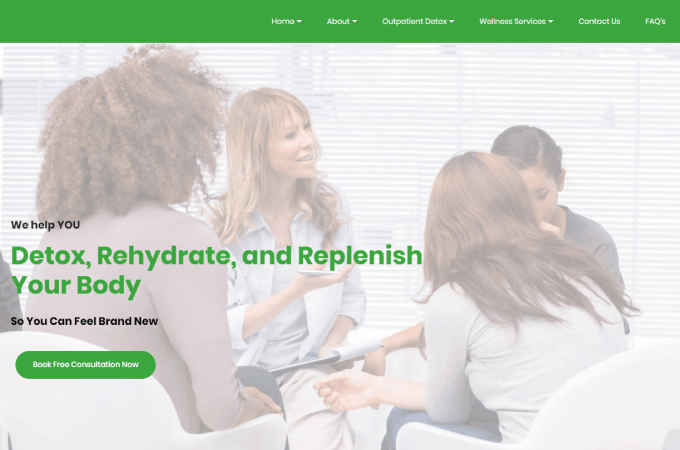 Home About Outpatient Detox Wellness Services Contact Us FAQ's
We help YOU
Detox, Rehydrate, and Replenish
Your Body
So You Can Feel Brand New
Book Free Consultation Now